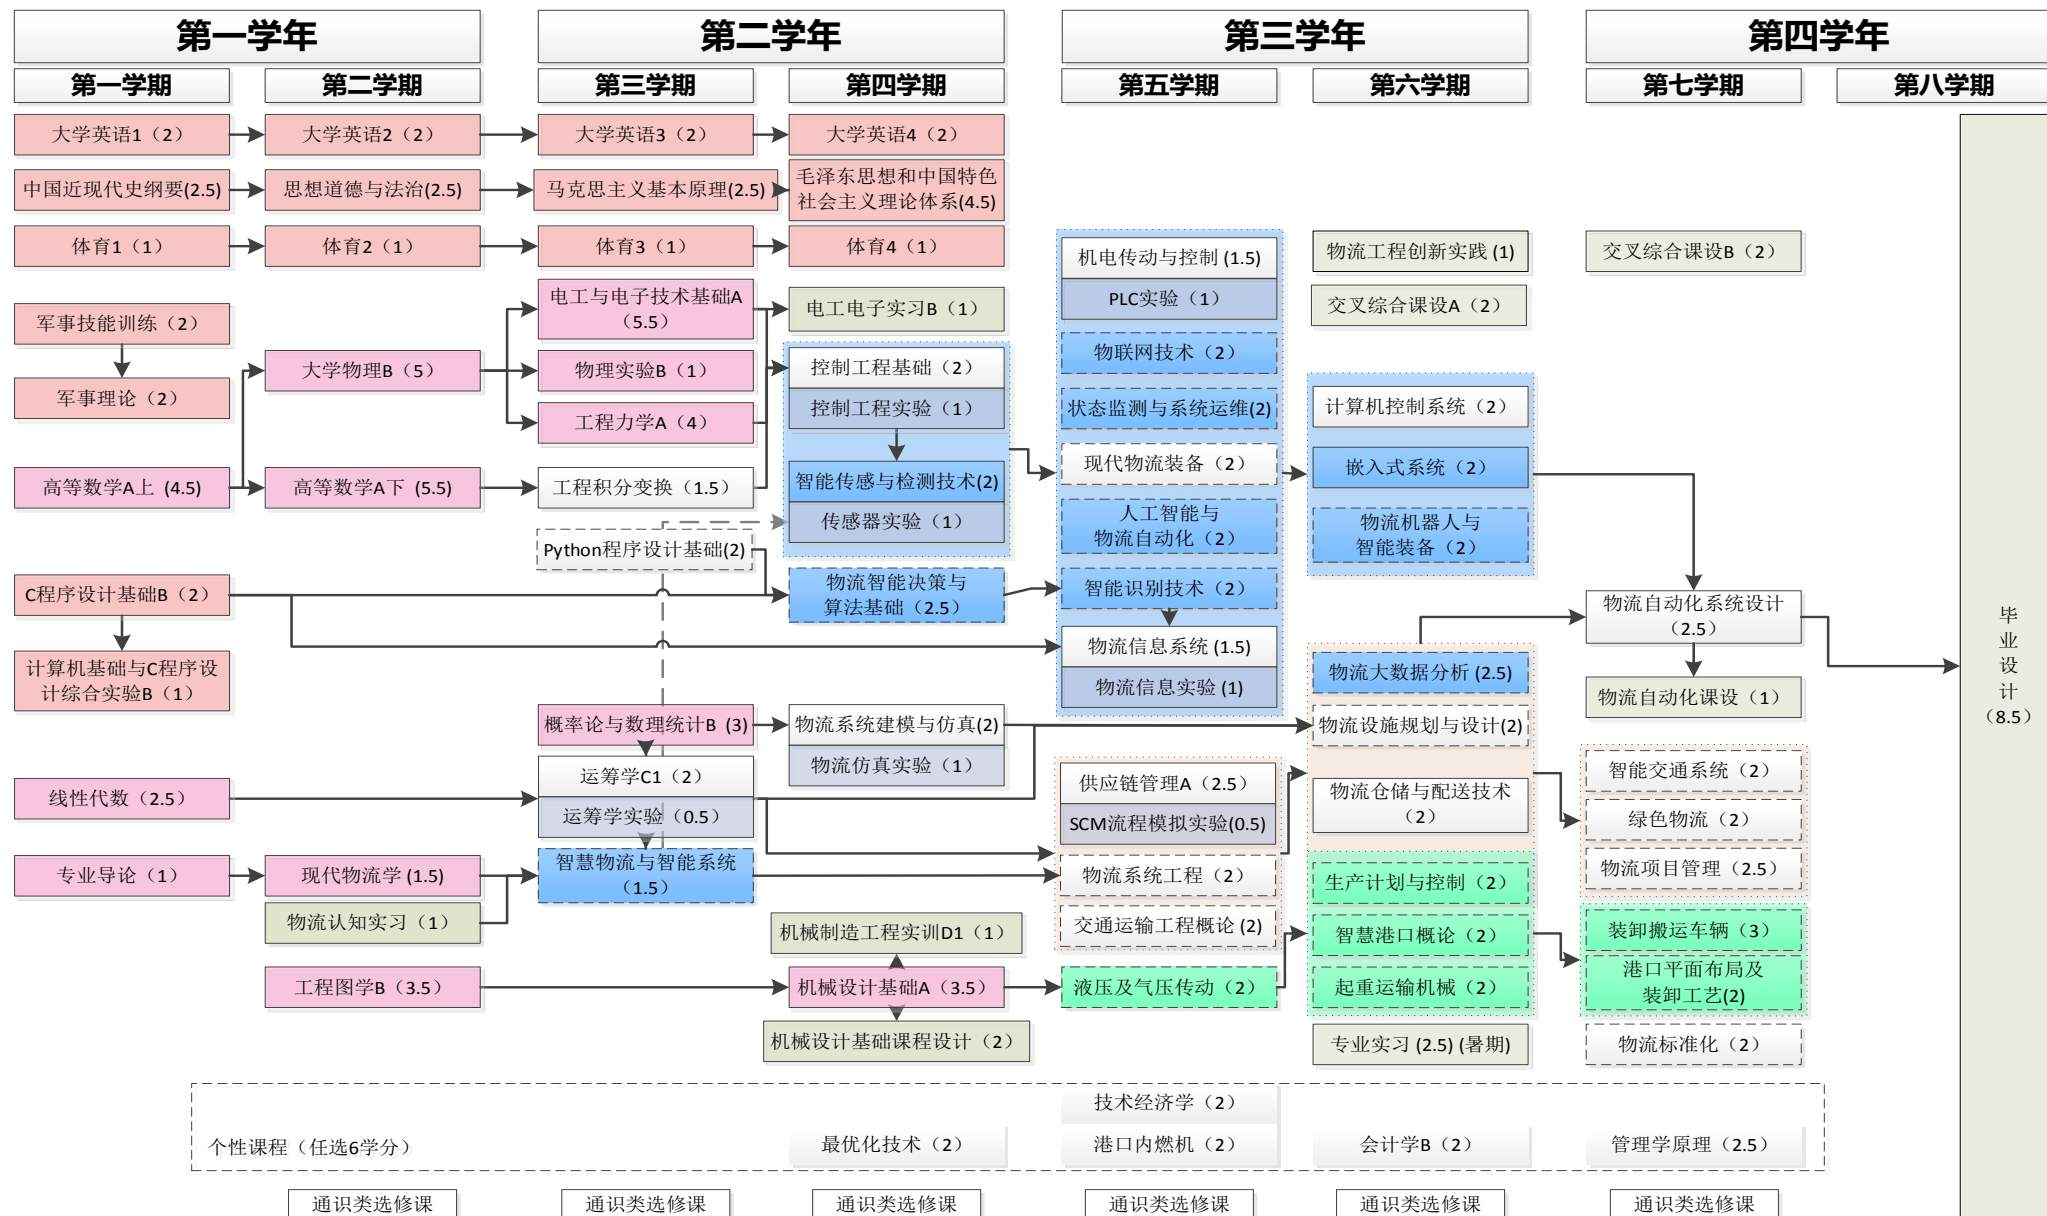 第一学年
第二学年
第三学年
第四学年
第一学期
第二学期
第三学期
第四学期
第五学期
第六学期
第七学期
第八学期
大学英语1（2）
大学英语2（2）
大学英语3（2）
大学英语4（2）
中国近现代史纲要(2.5)
思想道德与法治(2.5)
马克思主义基本原理(2.5)
毛泽东思想和中国特色
社会主义理论体系(4.5)
体育1（1）
体育2（1）
体育3（1）
体育4（1）
军事技能训练（2）
军事理论（2）
高等数学A上 (4.5)
C程序设计基础B（2）
计算机基础与C程序设
计综合实验B（1）
线性代数（2.5）
专业导论（1）
大学物理B（5）
高等数学A下（5.5）
现代物流学 (1.5)
物流认知实习（1）
工程图学B（3.5）
电工与电子技术基础A
（5.5）
物理实验B（1）
工程力学A（4）
工程积分变换（1.5）
Python程序设计基础(2)
概率论与数理统计B (3)
运筹学C1（2）
运筹学实验（0.5）
智慧物流与智能系统
（1.5）
电工电子实习B（1）
控制工程基础（2）
控制工程实验（1）
智能传感与检测技术(2)
传感器实验（1）
物流智能决策与
算法基础（2.5）
物流系统建模与仿真(2)
物流仿真实验（1）
机械制造工程实训D1（1）
机械设计基础A（3.5）
机械设计基础课程设计（2）
机电传动与控制 (1.5)
PLC实验（1）
物联网技术（2）
状态监测与系统运维(2)
现代物流装备（2）
人工智能与
物流自动化（2）
智能识别技术（2）
物流信息系统 (1.5)
物流信息实验 (1)
供应链管理A（2.5）
SCM流程模拟实验(0.5)
物流系统工程（2）
交通运输工程概论 (2)
液压及气压传动（2）
物流工程创新实践 (1)
交叉综合课设A（2）
计算机控制系统（2）
嵌入式系统（2）
物流机器人与
智能装备（2）
物流大数据分析 (2.5)
物流设施规划与设计(2)
物流仓储与配送技术
（2）
生产计划与控制（2）
智慧港口概论（2）
起重运输机械（2）
专业实习 (2.5) (暑期)
交叉综合课设B（2）
物流自动化系统设计
（2.5）
物流自动化课设（1）
智能交通系统（2）
绿色物流（2）
物流项目管理（2.5）
装卸搬运车辆（3）
港口平面布局及
装卸工艺(2)
物流标准化（2）
毕
业
设
计
（8.5）
技术经济学（2）
个性课程（任选6学分）
最优化技术（2）
港口内燃机（2）
会计学B（2）
管理学原理（2.5）
通识类选修课
通识类选修课
通识类选修课
通识类选修课
通识类选修课
通识类选修课